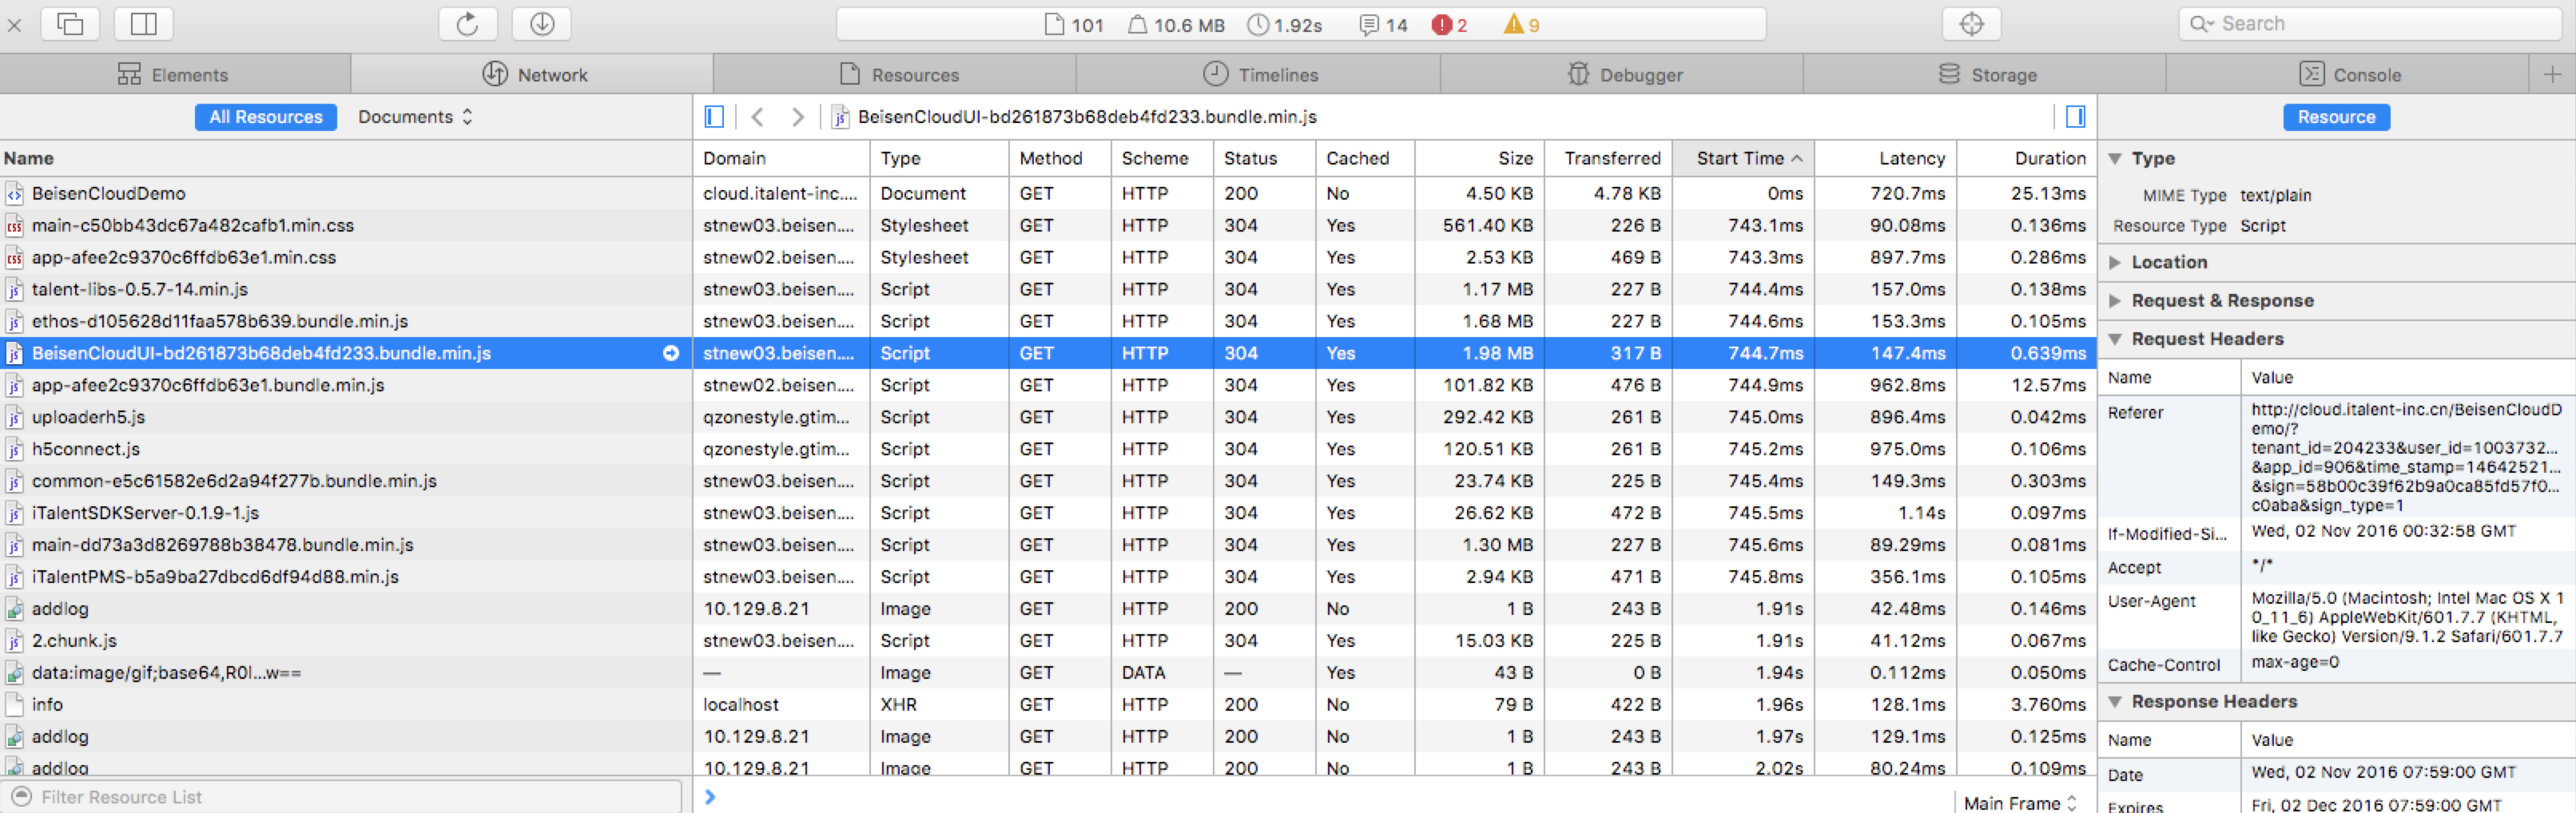 101 10.6 MB 1.92s 14 2 9 Search
Elements Network Resources Timelines Debugger Storage Console
All Resources Documents BeisenCloudUI-bd261873b68deb4fd233.bundle.min.js Resource
Name Domain Type Method Scheme Status Cached Size Transferred Start Time Latency Duration
BeisenCloudDemo cloud.italent-inc.... Document GET HTTP 200 No 4.50 KB 4.78 KB 0ms 720.7ms 25.13ms
main-c50bb43dc67a482cafb1.min.css stnew03.beisen.... Stylesheet GET HTTP 304 Yes 561.40 KB 226 B 743.1ms 90.08ms 0.136ms
app-afee2c9370c6ffdb63e1.min.css stnew02.beisen.... Stylesheet GET HTTP 304 Yes 2.53 KB 469 B 743.3ms 897.7ms 0.286ms
talent-libs-0.5.7-14.min.js stnew03.beisen.... Script GET HTTP 304 Yes 1.17 MB 227 B 744.4ms 157.0ms 0.138ms
ethos-d105628d11faa578b639.bundle.min.js stnew03.beisen.... Script GET HTTP 304 Yes 1.68 MB 227 B 744.6ms 153.3ms 0.105ms
BeisenCloudUI-bd261873b68deb4fd233.bundle.min.js stnew03.beisen.... Script GET HTTP 304 Yes 1.98 MB 317 B 744.7ms 147.4ms 0.639ms
app-afee2c9370c6ffdb63e1.bundle.min.js stnew02.beisen.... Script GET HTTP 304 Yes 101.82 KB 476 B 744.9ms 962.8ms 12.57ms
uploaderh5.js qzonestyle.gtim... Script GET HTTP 304 Yes 292.42 KB 261 B 745.0ms 896.4ms 0.042ms
h5connect.js qzonestyle.gtim... Script GET HTTP 304 Yes 120.51 KB 261 B 745.2ms 975.0ms 0.106ms
common-e5c61582e6d2a94f277b.bundle.min.js stnew03.beisen.... Script GET HTTP 304 Yes 23.74 KB 225 B 745.4ms 149.3ms 0.303ms
iTalentSDKServer-0.1.9-1.js stnew03.beisen.... Script GET HTTP 304 Yes 26.62 KB 472 B 745.5ms 1.14s 0.097ms
main-dd73a3d8269788b38478.bundle.min.js stnew03.beisen.... Script GET HTTP 304 Yes 1.30 MB 227 B 745.6ms 89.29ms 0.081ms
iTalentPMS-b5a9ba27dbcd6df94d88.min.js stnew03.beisen.... Script GET HTTP 304 Yes 2.94 KB 471 B 745.8ms 356.1ms 0.105ms
addlog 10.129.8.21 Image GET HTTP 200 No 1 B 243 B 1.91s 42.48ms 0.146ms
2.chunk.js stnew03.beisen.... Script GET HTTP 304 Yes 15.03 KB 225 B 1.91s 41.12ms 0.067ms
data:image/gif;base64,R0l...w== — Image GET DATA — Yes 43 B 0 B 1.94s 0.112ms 0.050ms
info localhost XHR GET HTTP 200 No 79 B 422 B 1.96s 128.1ms 3.760ms
addlog 10.129.8.21 Image GET HTTP 200 No 1 B 243 B 1.97s 129.1ms 0.125ms
addlog 10.129.8.21 Image GET HTTP 200 No 1 B 243 B 2.02s 80.24ms 0.109ms
Filter Resource List Main Frame
Type
MIME Type text/plain
Resource Type Script
Location
Request & Response
Request Headers
Name Value
Referer http://cloud.italent-inc.cn/BeisenCloudD
emo/?
tenant_id=204233&user_id=1003732...
&app_id=906&time_stamp=14642521...
&sign=58b00c39f62b9a0ca85fd57f0...
c0aba&sign_type=1
If-Modified-Si... Wed, 02 Nov 2016 00:32:58 GMT
Accept */*
User-Agent Mozilla/5.0 (Macintosh; Intel Mac OS X 1
0_11_6) AppleWebKit/601.7.7 (KHTML,
like Gecko) Version/9.1.2 Safari/601.7.7
Cache-Control max-age=0
Response Headers
Name Value
Date Wed, 02 Nov 2016 07:59:00 GMT
Expires Fri, 02 Dec 2016 07:59:00 GMT